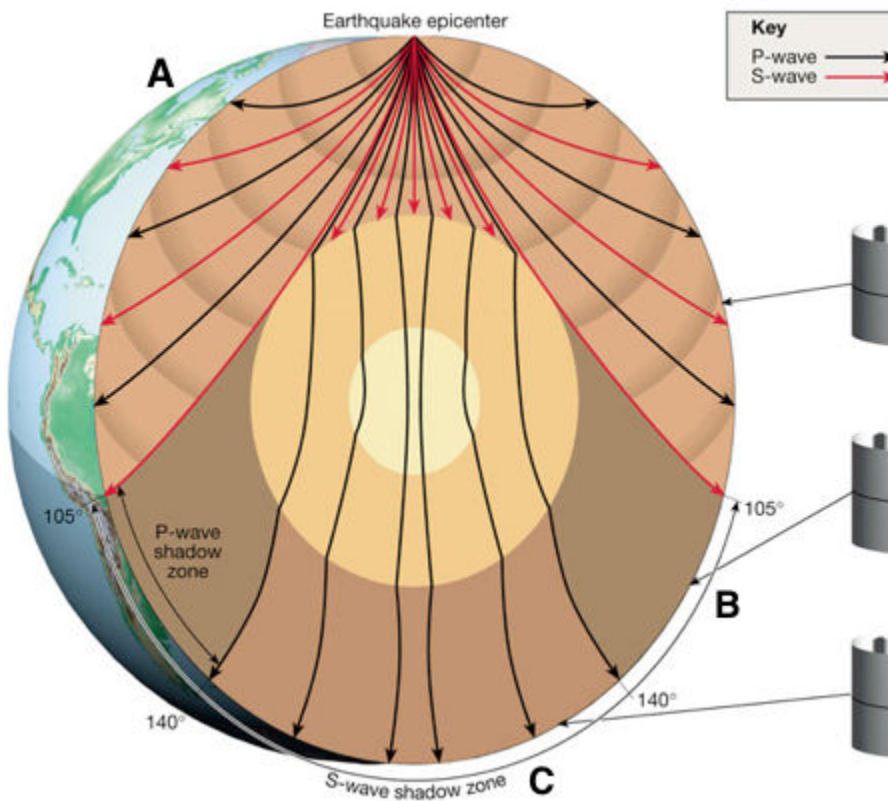 Earthquake epicenter
Key
P-wave
S-wave
A
105°
P-wave
shadow
zone
105°
B
140°
140°
S-wave shadow zone
C